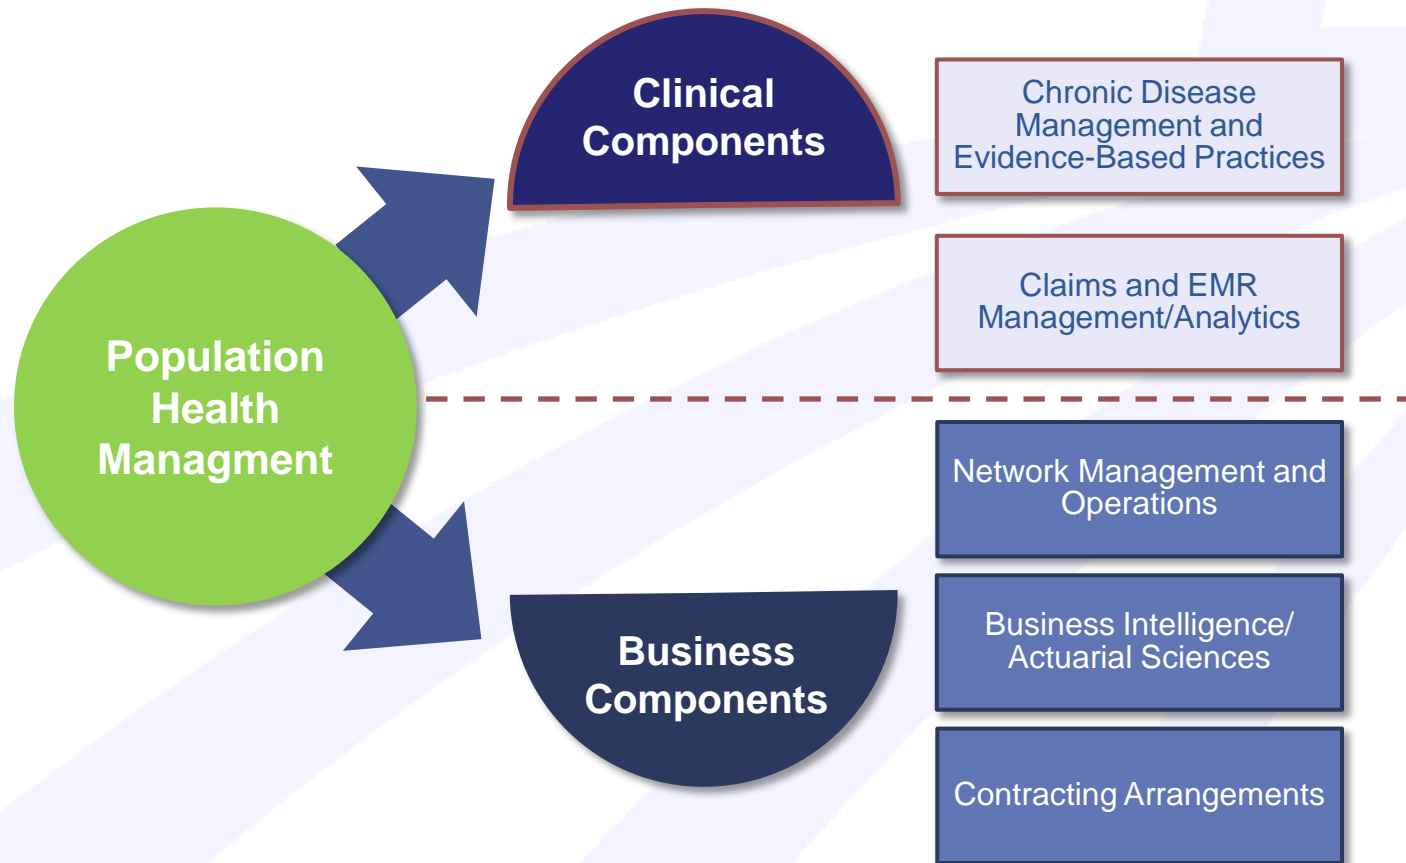 Clinical
Components
Chronic Disease
Management and
Evidence-Based Practices
Claims and EMR
Management/Analytics
Population
Health
Managment
Network Management and
Operations
Business Intelligence/
Actuarial Sciences
Business
Components
Contracting Arrangements